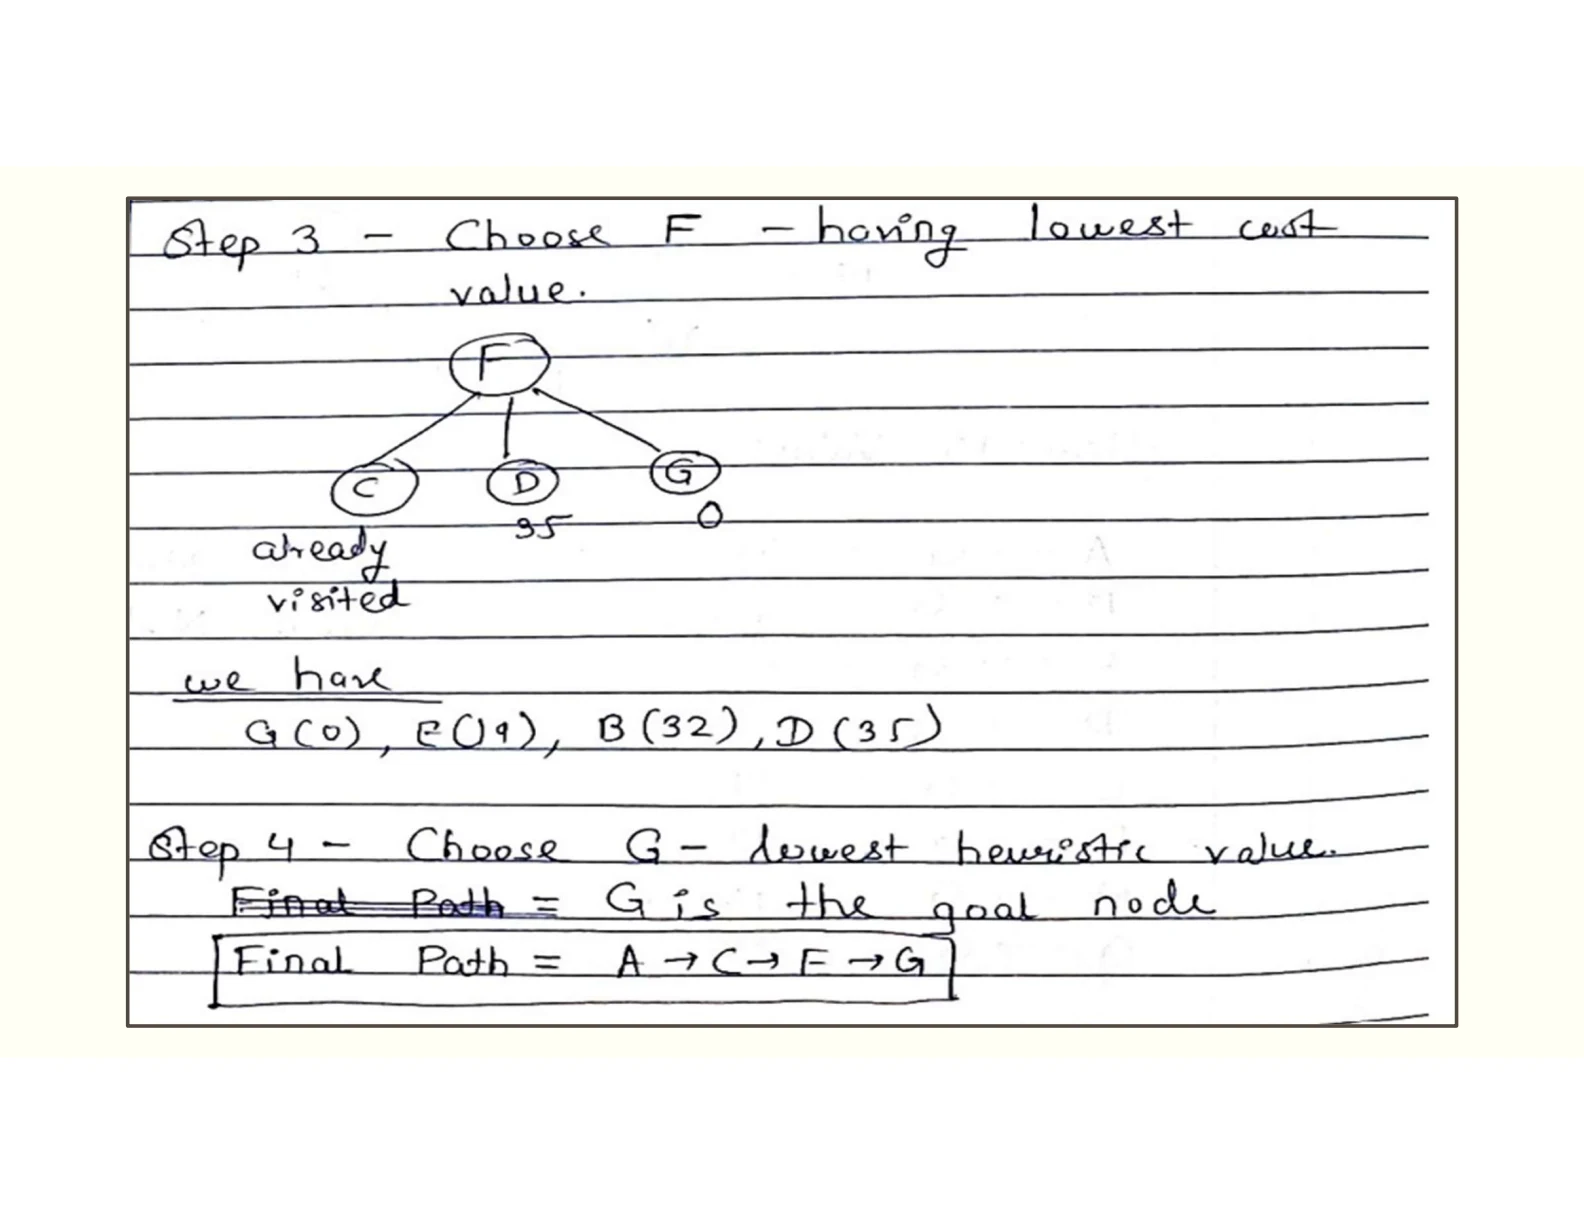 Step 3 - Choose F - having lowest cost
value.
F
C D G
already 35 0
visited
we have
G(0), E(19), B(32), D(35)
Step 4 - Choose G - lowest heuristic value.
Final Path = G is the goal node
Final Path = A → C → F → G